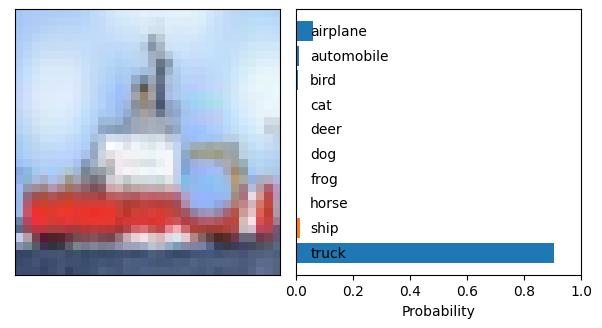 airplane
automobile
bird
cat
deer
dog
frog
horse
ship
truck
0.0 0.2 0.4 0.6 0.8 1.0
Probability